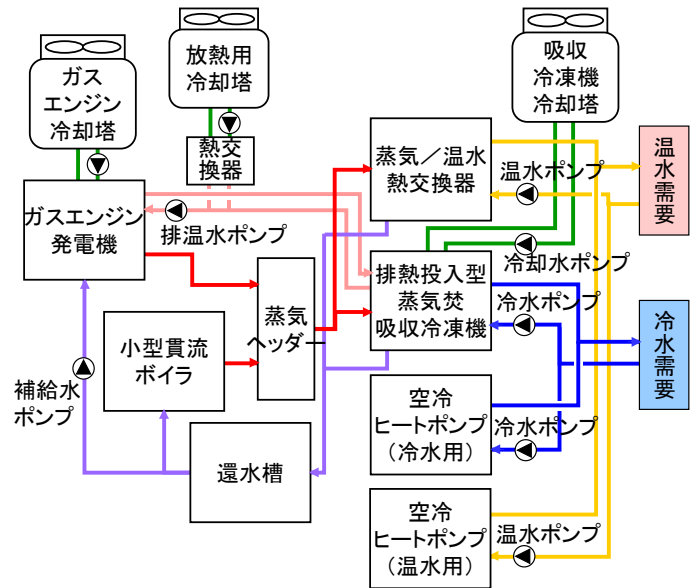 ガス
エンジン
冷却塔
放熱用
冷却塔
吸収
冷凍機
冷却塔
熱交
換器
蒸気／温水
熱交換器
温水ポンプ
温水需要
ガスエンジン
発電機
排温水ポンプ
冷却水ポンプ
排熱投入型
蒸気焚
吸収冷凍機
冷水ポンプ
冷水需要
蒸気
ヘッダー
小型貫流
ボイラ
補給水
ポンプ
空冷
ヒートポンプ
（冷水用）
冷水ポンプ
還水槽
空冷
ヒートポンプ
（温水用）
温水ポンプ